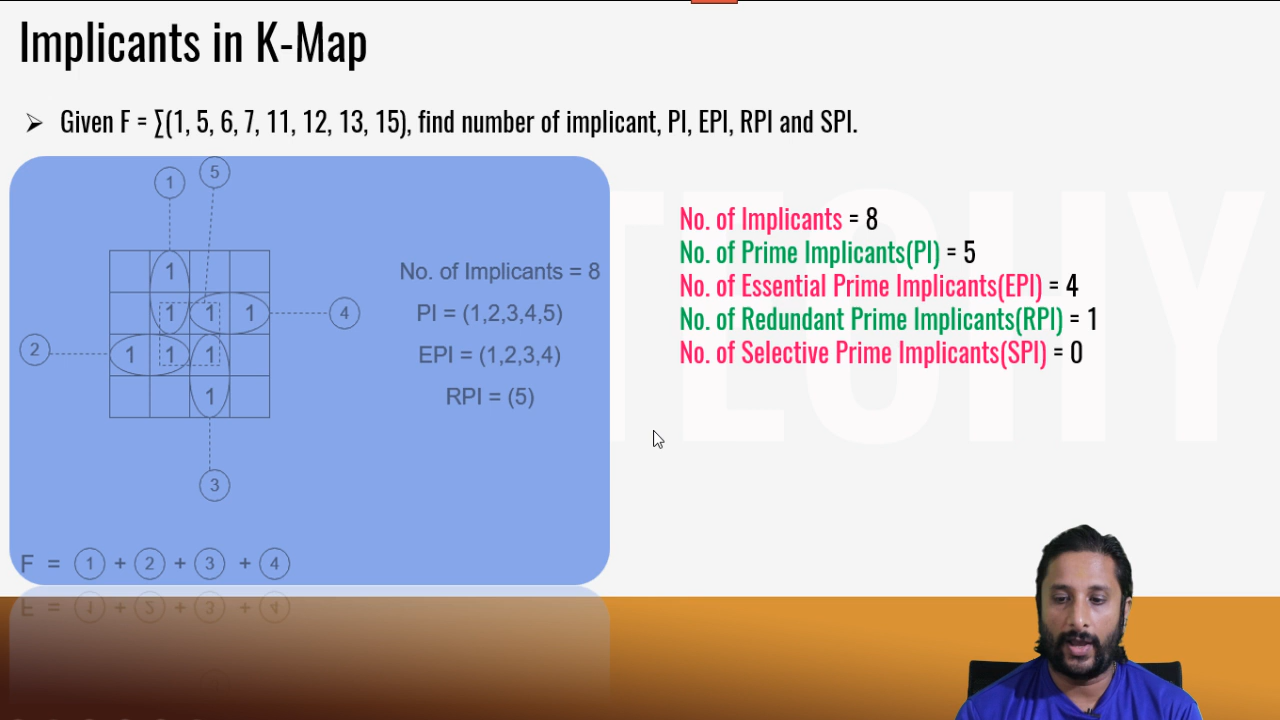 Implicants in K-Map
➢ Given F = ∑(1, 5, 6, 7, 11, 12, 13, 15), find number of implicant, PI, EPI, RPI and SPI.
1
5
1
1 1 1
4
2
1 1 1
1
3
No. of Implicants = 8
PI = (1,2,3,4,5)
EPI = (1,2,3,4)
RPI = (5)
F = 1 + 2 + 3 + 4
No. of Implicants = 8
No. of Prime Implicants(PI) = 5
No. of Essential Prime Implicants(EPI) = 4
No. of Redundant Prime Implicants(RPI) = 1
No. of Selective Prime Implicants(SPI) = 0
TECHY